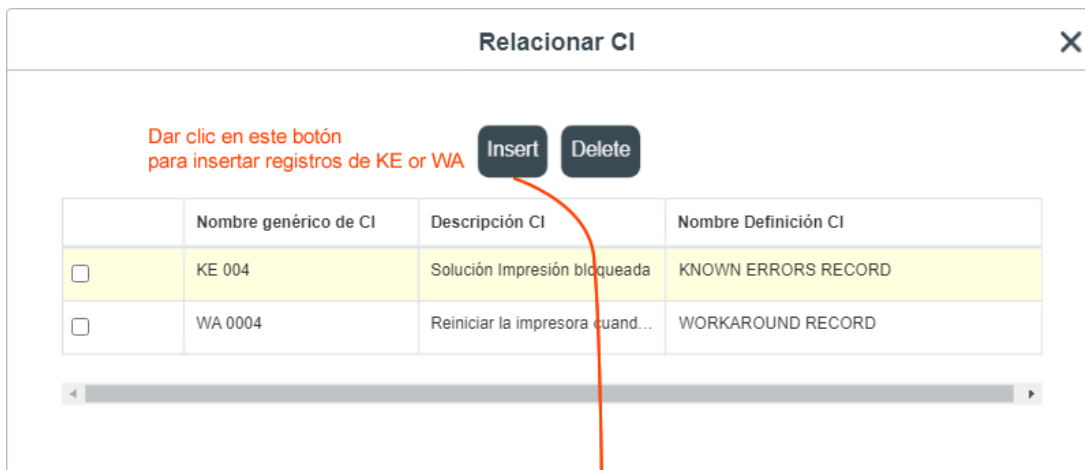 Relacionar CI
Dar clic en este botón
para insertar registros de KE or WA
Insert Delete
Nombre genérico de CI Descripción CI Nombre Definición CI
KE 004 Solución Impresión bloqueada KNOWN ERRORS RECORD
WA 0004 Reiniciar la impresora cuand... WORKAROUND RECORD